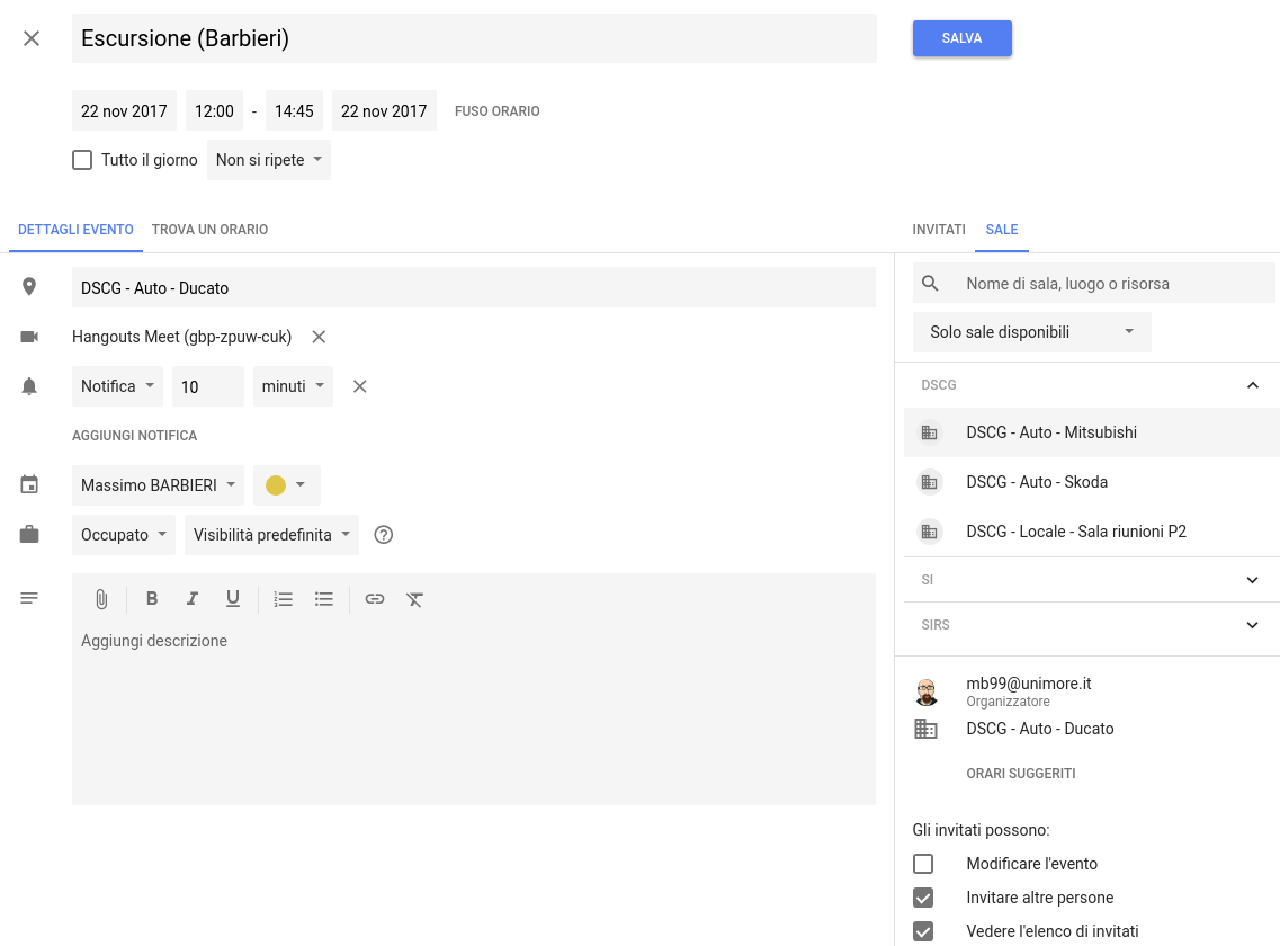 Escursione (Barbieri)
SALVA
22 nov 2017 12:00 - 14:45 22 nov 2017 FUSO ORARIO
Tutto il giorno Non si ripete
DETTAGLI EVENTO TROVA UN ORARIO
DSCG - Auto - Ducato
Hangouts Meet (gbp-zpuw-cuk)
Notifica 10 minuti
AGGIUNGI NOTIFICA
Massimo BARBIERI
Occupato Visibilità predefinita ?
B I U
Aggiungi descrizione
INVITATI SALE
Nome di sala, luogo o risorsa
Solo sale disponibili
DSCG
DSCG - Auto - Mitsubishi
DSCG - Auto - Skoda
DSCG - Locale - Sala riunioni P2
SI
SIRS
mb99@unimore.it
Organizzatore
DSCG - Auto - Ducato
ORARI SUGGERITI
Gli invitati possono:
Modificare l'evento
Invitare altre persone
Vedere l'elenco di invitati